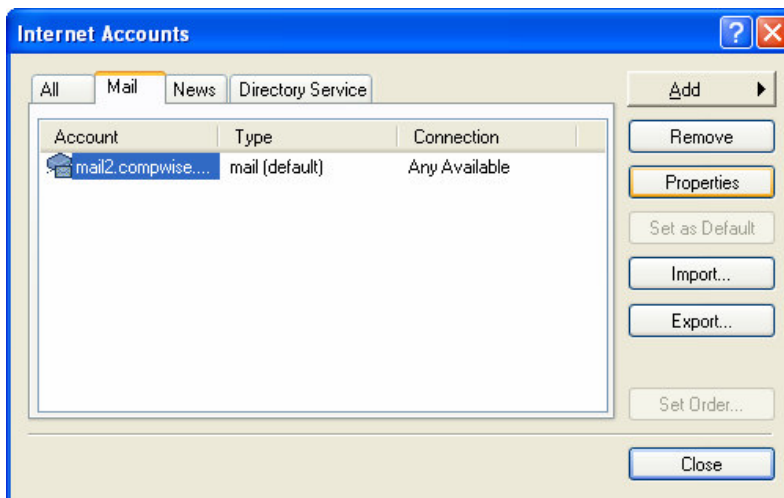 Internet Accounts
All Mail News Directory Service
Add
Account Type Connection
Remove
mail2.compwise.... mail (default) Any Available
Properties
Set as Default
Import...
Export...
Set Order...
Close